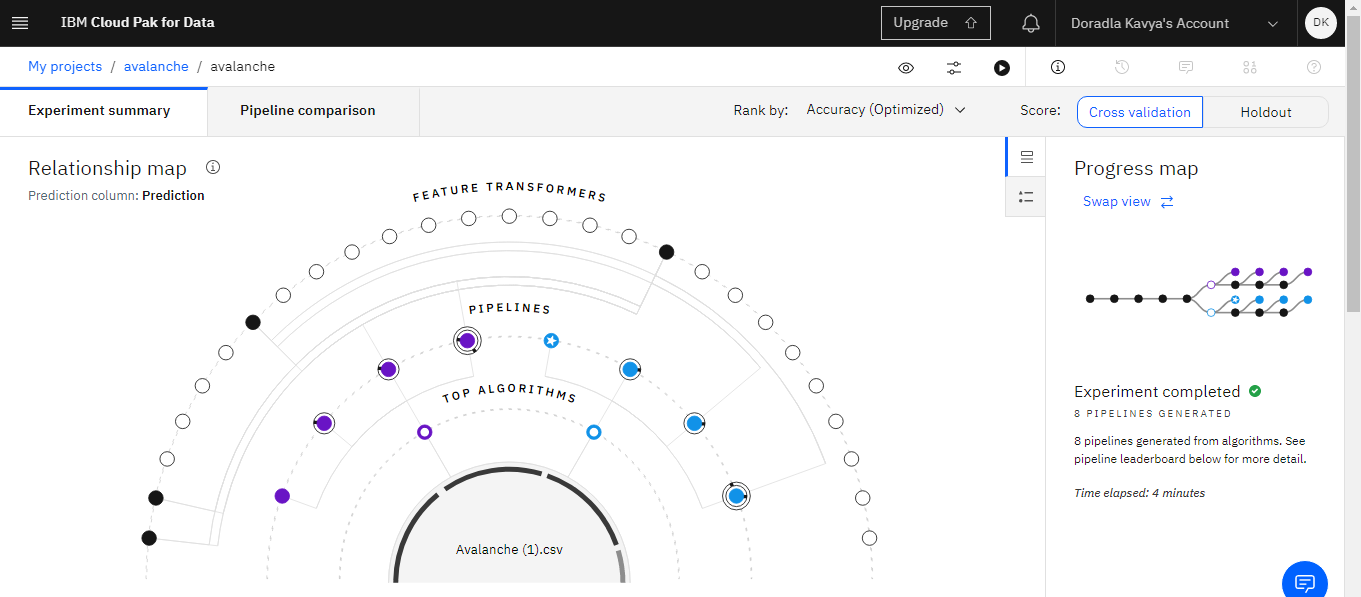 IBM Cloud Pak for Data
Upgrade
Doradla Kavya's Account
DK
My projects / avalanche / avalanche
Experiment summary
Pipeline comparison
Rank by: Accuracy (Optimized)
Score: Cross validation Holdout
Relationship map
Prediction column: Prediction
FEATURE TRANSFORMERS
PIPELINES
TOP ALGORITHMS
Avalanche (1).csv
Progress map
Swap view
Experiment completed
8 PIPELINES GENERATED
8 pipelines generated from algorithms. See
pipeline leaderboard below for more detail.
Time elapsed: 4 minutes